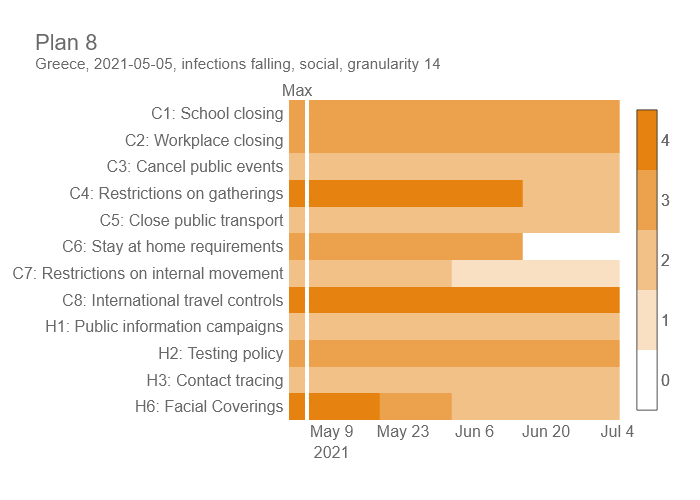 Plan 8
Greece, 2021-05-05, infections falling, social, granularity 14
Max
C1: School closing
C2: Workplace closing
C3: Cancel public events
C4: Restrictions on gatherings
C5: Close public transport
C6: Stay at home requirements
C7: Restrictions on internal movement
C8: International travel controls
H1: Public information campaigns
H2: Testing policy
H3: Contact tracing
H6: Facial Coverings
May 9 May 23 Jun 6 Jun 20 Jul 4
2021
4
3
2
1
0